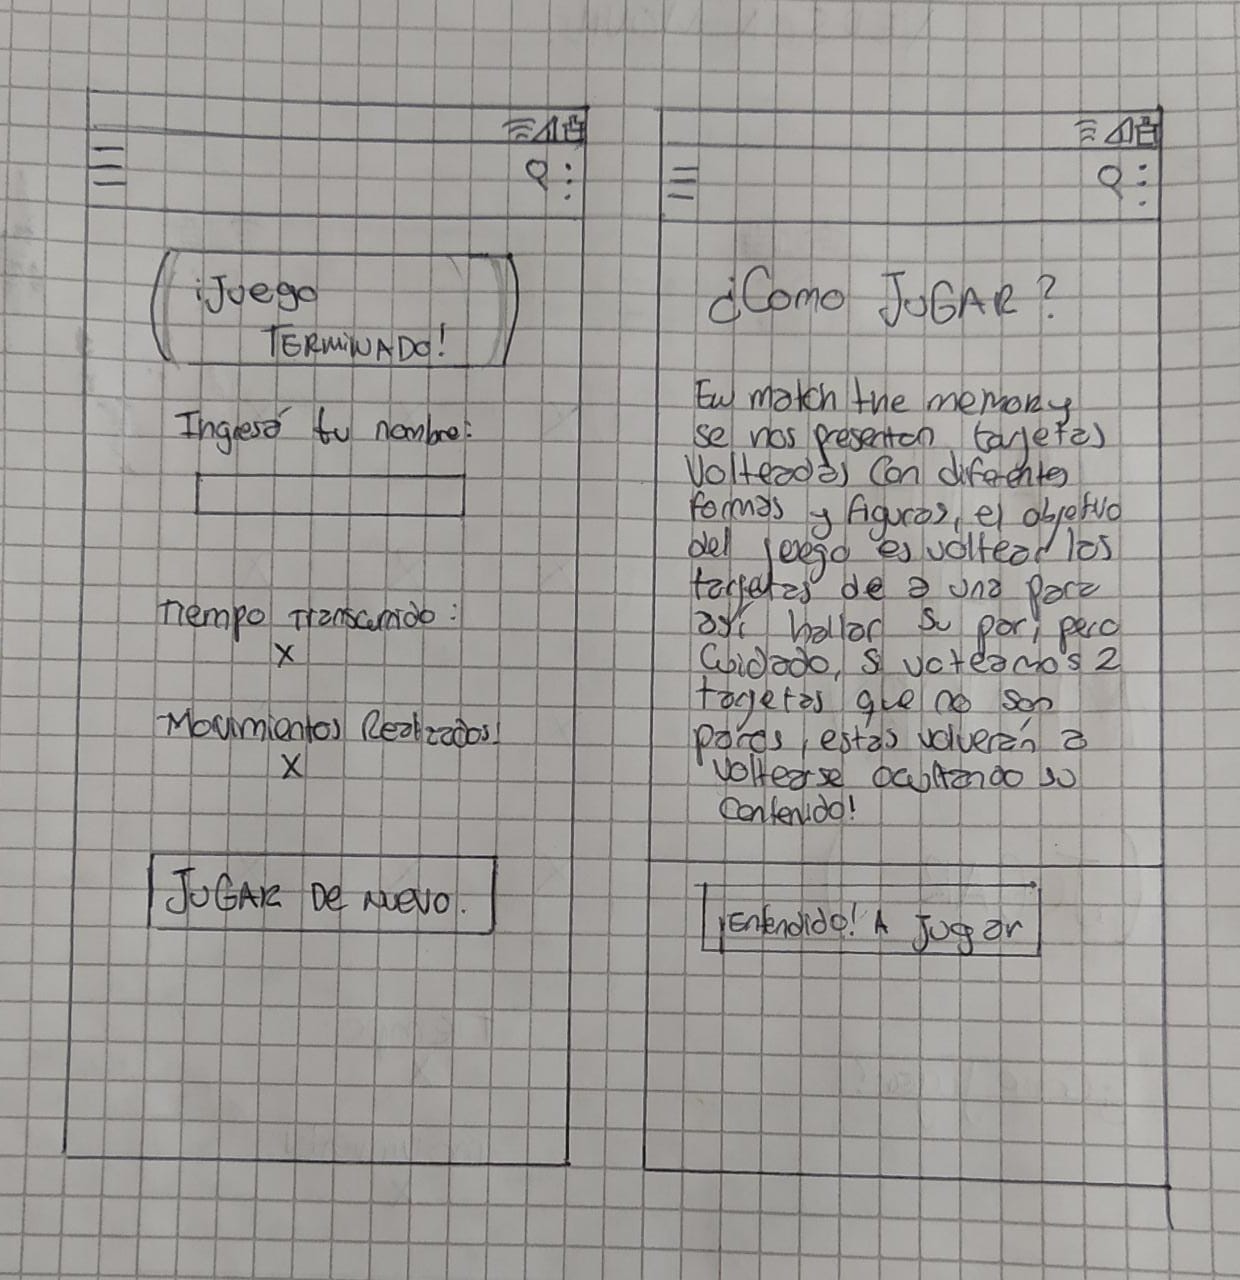 ¡Juego
TERMINADO!
Ingresá tu nombre:
Tiempo Transcurrido:
X
Movimientos Realizados:
X
JUGAR De NUEVO.
¿Como JUGAR?
En match the memory
se nos presentan tarjetas
Volteadas Con diferentes
formas y figuras, el objetivo
del juego es voltear las
tarjetas de a una para
así hallar su par, pero
Cuidado, si volteamos 2
tarjetas que no son
pares, estas volverán a
voltearse ocultando su
Contenido!
¡Entendido! A Jugar